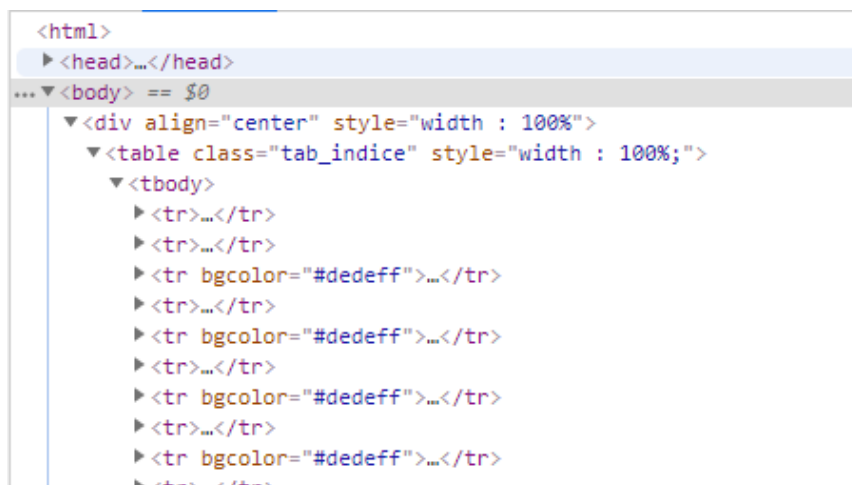 <html>
<head>…</head>
…<body> == $0
<div align="center" style="width : 100%">
<table class="tab_indice" style="width : 100%;">
<tbody>
<tr>…</tr>
<tr>…</tr>
<tr bgcolor="#dedeff">…</tr>
<tr>…</tr>
<tr bgcolor="#dedeff">…</tr>
<tr>…</tr>
<tr bgcolor="#dedeff">…</tr>
<tr>…</tr>
<tr bgcolor="#dedeff">…</tr>